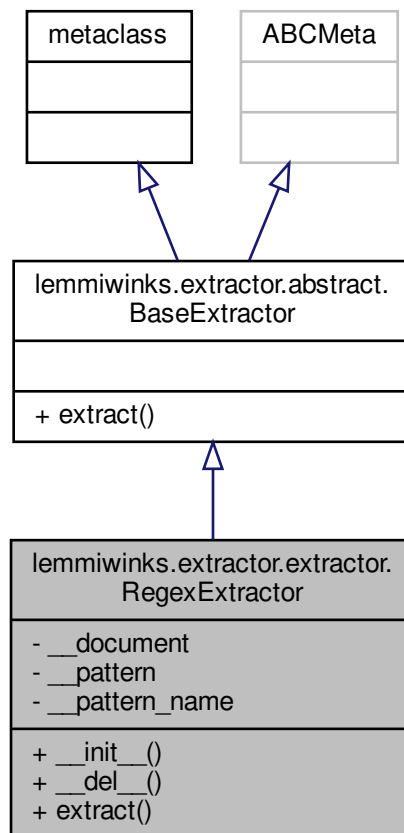 metaclass
ABCMeta
lemmiwinks.extractor.abstract.
BaseExtractor
+ extract()
lemmiwinks.extractor.extractor.
RegexExtractor
- __document
- __pattern
- __pattern_name
+ __init__()
+ __del__()
+ extract()